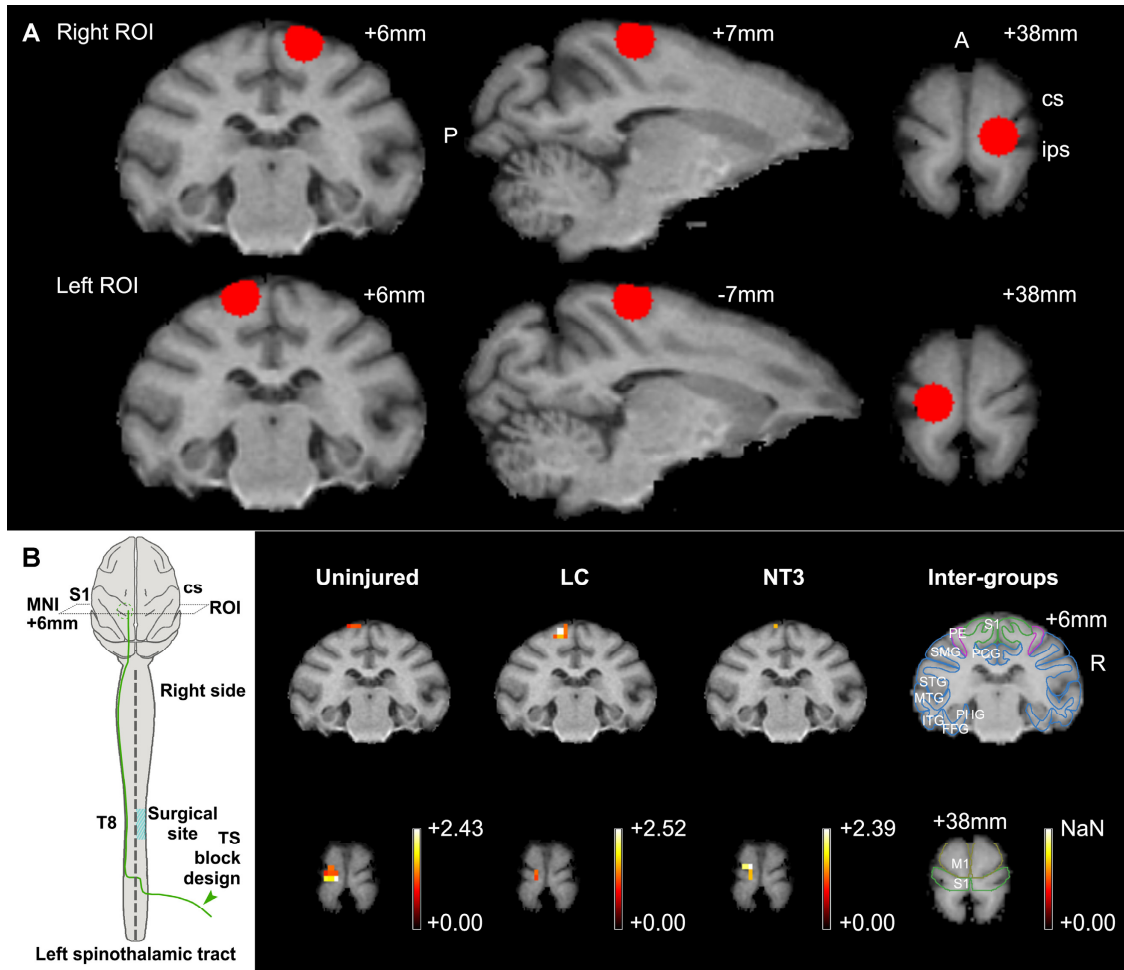 A
Right ROI
+6mm
+7mm
A
+38mm
P
cs
ips
Left ROI
+6mm
-7mm
+38mm
B
S1
cs
MNI
+6mm
ROI
Right side
T8
Surgical
site
TS
block
design
Left spinothalamic tract
Uninjured
LC
NT3
Inter-groups
+6mm
R
S1
PE
SMG
PCG
STG
MTG
ITG
FFG
+2.43
+0.00
+2.52
+0.00
+2.39
+0.00
+38mm
M1
S1
NaN
+0.00